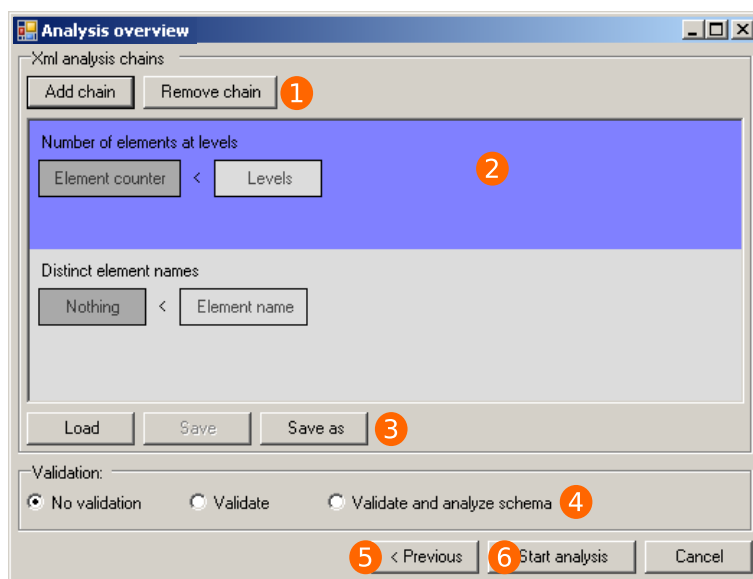 Analysis overview
Xml analysis chains
Add chain Remove chain 1
Number of elements at levels 2
Element counter < Levels
Distinct element names
Nothing < Element name
Load Save Save as 3
Validation:
No validation Validate Validate and analyze schema 4
5 < Previous 6 Start analysis Cancel